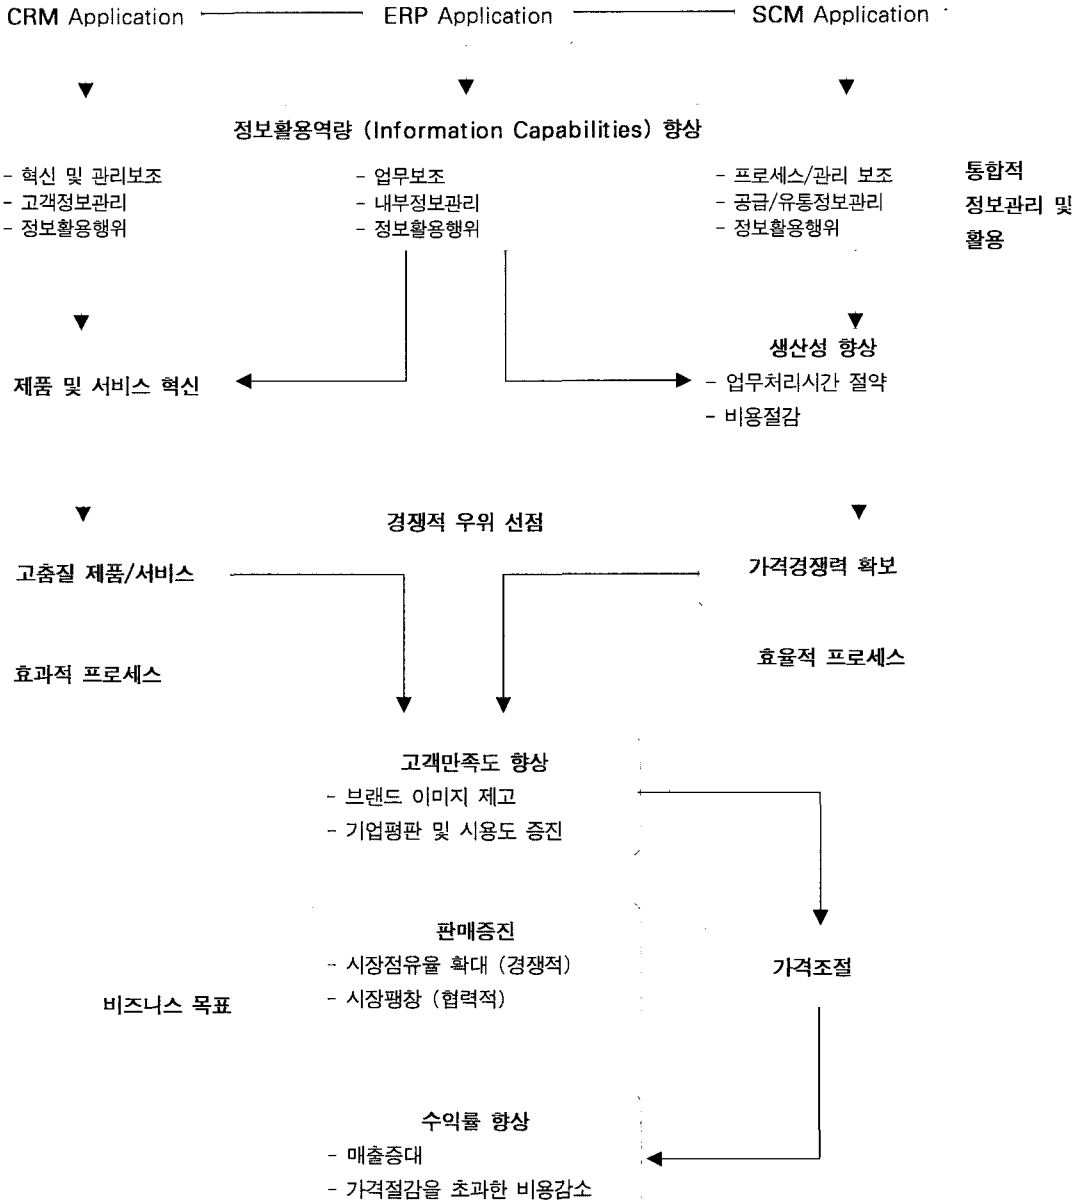 CRM Application
ERP Application
SCM Application
정보활용역량 (Information Capabilities) 향상
- 혁신 및 관리보조
- 고객정보관리
- 정보활용행위
- 업무보조
- 내부정보관리
- 정보활용행위
- 프로세스/관리 보조
- 공급/유통정보관리
- 정보활용행위
통합적
정보관리 및
활용
제품 및 서비스 혁신
생산성 향상
- 업무처리시간 절약
- 비용절감
경쟁적 우위 선점
고춤질 제품/서비스
가격경쟁력 확보
효과적 프로세스
효율적 프로세스
고객만족도 향상
- 브랜드 이미지 제고
- 기업평판 및 시용도 증진
판매증진
- 시장점유율 확대 (경쟁적)
- 시장팽창 (협력적)
가격조절
비즈니스 목표
수익률 향상
- 매출증대
- 가격절감을 초과한 비용감소